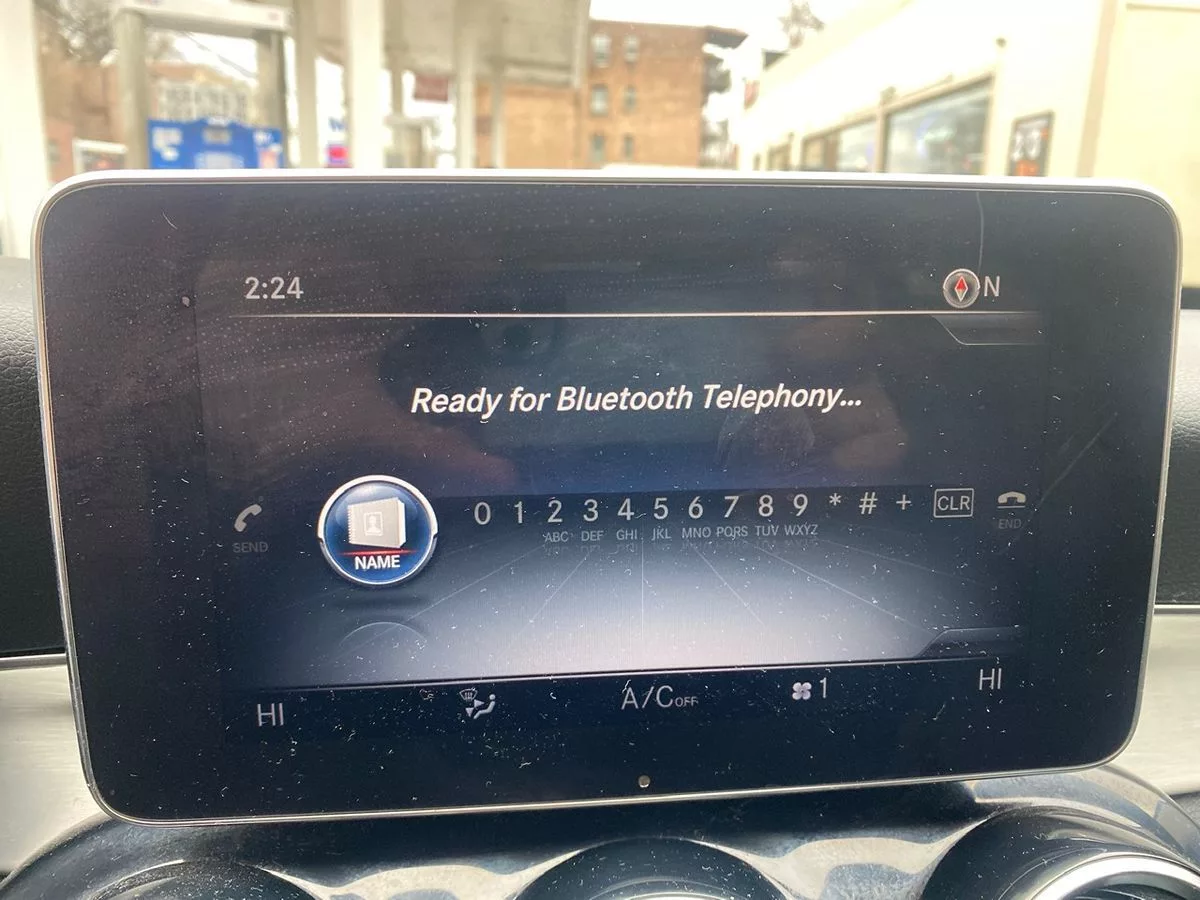 2:24 N
Ready for Bluetooth Telephony...
SEND NAME 0 1 2 3 4 5 6 7 8 9 * # + CLR END
ABC DEF GHI JKL MNO PQRS TUV WXYZ
HI A/C OFF 1 HI